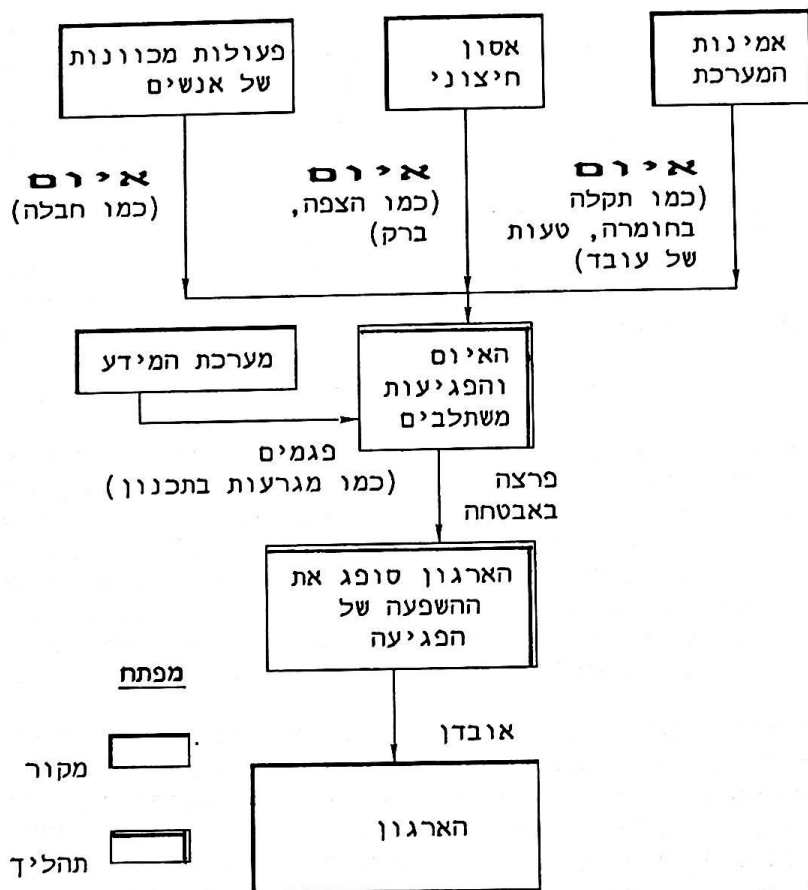 אמינות
המערכת
אסון
חיצוני
פעולות מכוונות
של אנשים
איום
(כמו תקלה
בחומרה, טעות
של עובד)
איום
(כמו הצפה,
ברק)
איום
(כמו חבלה)
האיום
והפגיעות
משתלבים
מערכת המידע
פגמים
(כמו מגרעות בתכנון)
פרצה
באבטחה
הארגון סופג את
ההשפעה של
הפגיעה
אובדן
הארגון
מפתח
מקור
תהליך